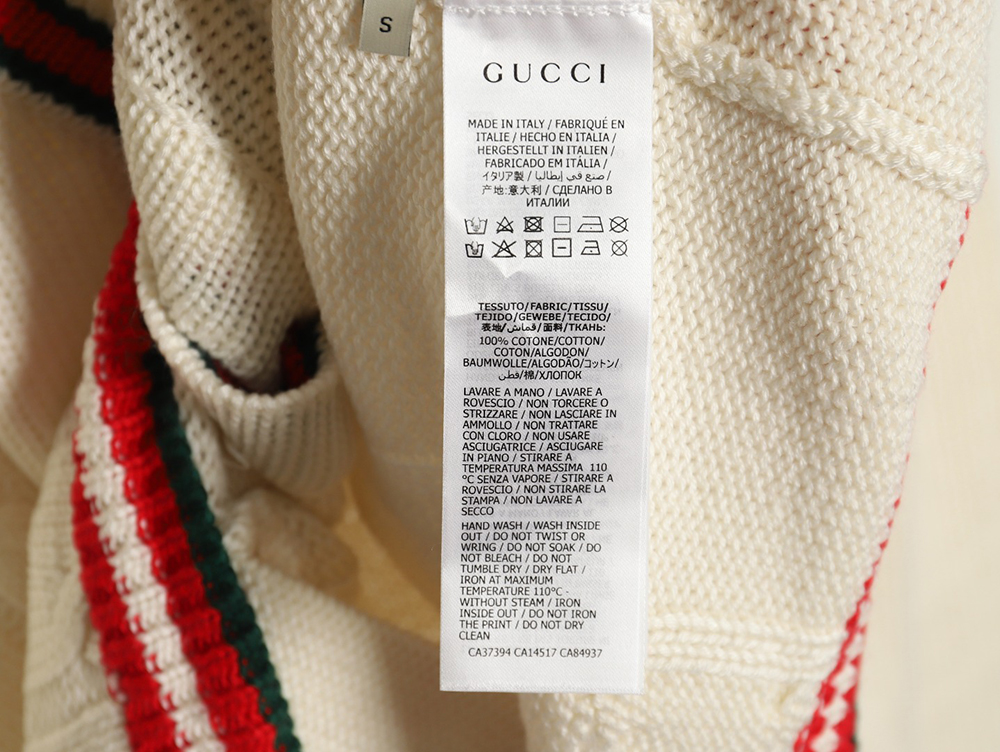 S
GUCCI
MADE IN ITALY / FABRIQUÉ EN
ITALIE / HECHO EN ITALIA /
HERGESTELLT IN ITALIEN /
FABRICADO EM ITÁLIA /
イタリア製 / صنع في إيطاليا /
产地:意大利 / СДЕЛАНО В
ИТАЛИИ
TESSUTO/FABRIC/TISSU/
TEJIDO/GEWEBE/TECIDO/
表地/قماش/面料/ТКАНЬ:
100% COTONE/COTTON/
COTON/ALGODON/
BAUMWOLLE/ALGODÃO/コットン/
قطن/棉/ХЛОПОК
LAVARE A MANO / LAVARE A
ROVESCIO / NON TORCERE O
STRIZZARE / NON LASCIARE IN
AMMOLLO / NON TRATTARE
CON CLORO / NON USARE
ASCIUGATRICE / ASCIUGARE
IN PIANO / STIRARE A
TEMPERATURA MASSIMA 110
°C SENZA VAPORE / STIRARE A
ROVESCIO / NON STIRARE LA
STAMPA / NON LAVARE A
SECCO
HAND WASH / WASH INSIDE
OUT / DO NOT TWIST OR
WRING / DO NOT SOAK / DO
NOT BLEACH / DO NOT
TUMBLE DRY / DRY FLAT /
IRON AT MAXIMUM
TEMPERATURE 110°C -
WITHOUT STEAM / IRON
INSIDE OUT / DO NOT IRON
THE PRINT / DO NOT DRY
CLEAN
CA37394 CA14517 CA84937